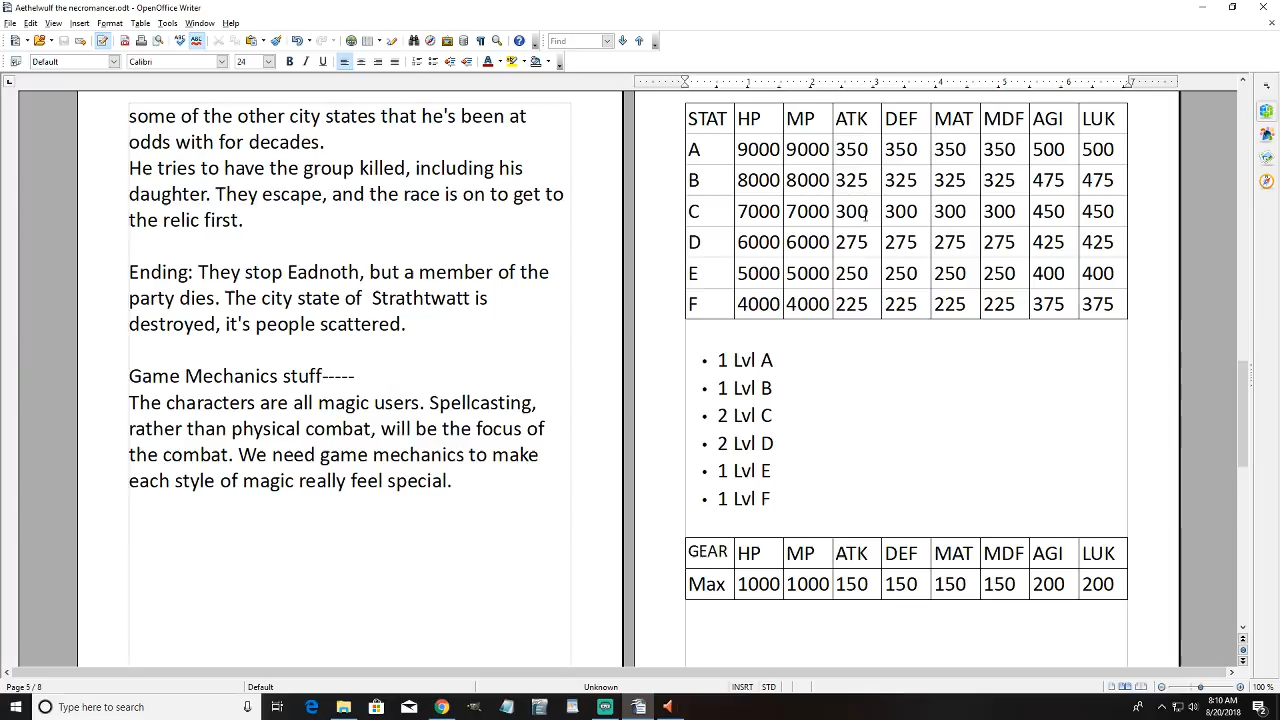 Aethelwulf the necromancer.odt - OpenOffice Writer
File Edit View Insert Format Table Tools Window Help
Find
Default Calibri 24
1 2 3 4 5 6 7
some of the other city states that he's been at
odds with for decades.
He tries to have the group killed, including his
daughter. They escape, and the race is on to get to
the relic first.
Ending: They stop Eadnoth, but a member of the
party dies. The city state of  Strathtwatt is
destroyed, it's people scattered.
Game Mechanics stuff-----
The characters are all magic users. Spellcasting,
rather than physical combat, will be the focus of
the combat. We need game mechanics to make
each style of magic really feel special.
STAT HP MP ATK DEF MAT MDF AGI LUK
A 9000 9000 350 350 350 350 500 500
B 8000 8000 325 325 325 325 475 475
C 7000 7000 300 300 300 300 450 450
D 6000 6000 275 275 275 275 425 425
E 5000 5000 250 250 250 250 400 400
F 4000 4000 225 225 225 225 375 375
• 1 Lvl A
• 1 Lvl B
• 2 Lvl C
• 2 Lvl D
• 1 Lvl E
• 1 Lvl F
GEAR HP MP ATK DEF MAT MDF AGI LUK
Max 1000 1000 150 150 150 150 200 200
Page 5 / 8 Default Unknown INSRT STD 100 %
Type here to search
8:10 AM
8/20/2018